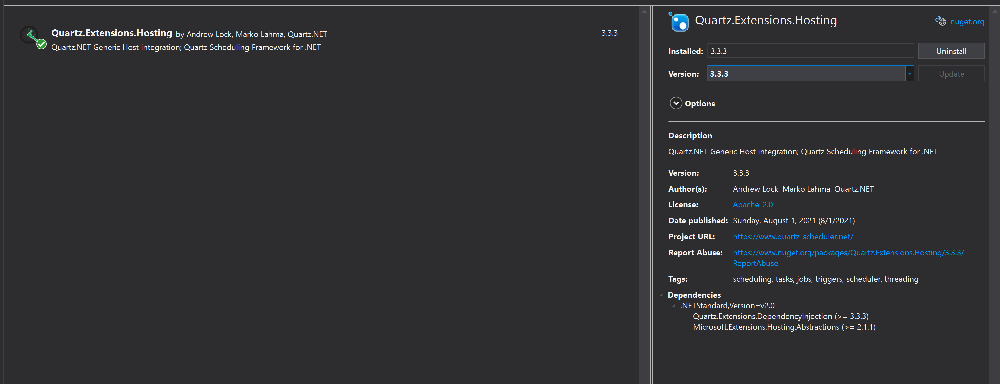 Quartz.Extensions.Hosting by Andrew Lock, Marko Lahma, Quartz.NET 3.3.3
Quartz.NET Generic Host integration; Quartz Scheduling Framework for .NET
Quartz.Extensions.Hosting nuget.org
Installed: 3.3.3 Uninstall
Version: 3.3.3 Update
Options
Description
Quartz.NET Generic Host integration; Quartz Scheduling Framework for .NET
Version: 3.3.3
Author(s): Andrew Lock, Marko Lahma, Quartz.NET
License: Apache-2.0
Date published: Sunday, August 1, 2021 (8/1/2021)
Project URL: https://www.quartz-scheduler.net/
Report Abuse: https://www.nuget.org/packages/Quartz.Extensions.Hosting/3.3.3/
ReportAbuse
Tags: scheduling, tasks, jobs, triggers, scheduler, threading
Dependencies
.NETStandard,Version=v2.0
Quartz.Extensions.DependencyInjection (>= 3.3.3)
Microsoft.Extensions.Hosting.Abstractions (>= 2.1.1)